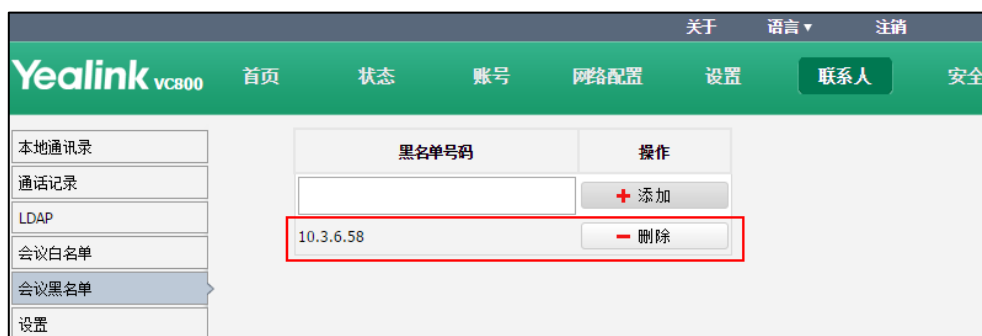 关于 语言▼ 注销
Yealink VC800 首页 状态 账号 网络配置 设置 联系人 安全
本地通讯录
通话记录
LDAP
会议白名单
会议黑名单
设置
黑名单号码 操作
+ 添加
10.3.6.58 − 删除